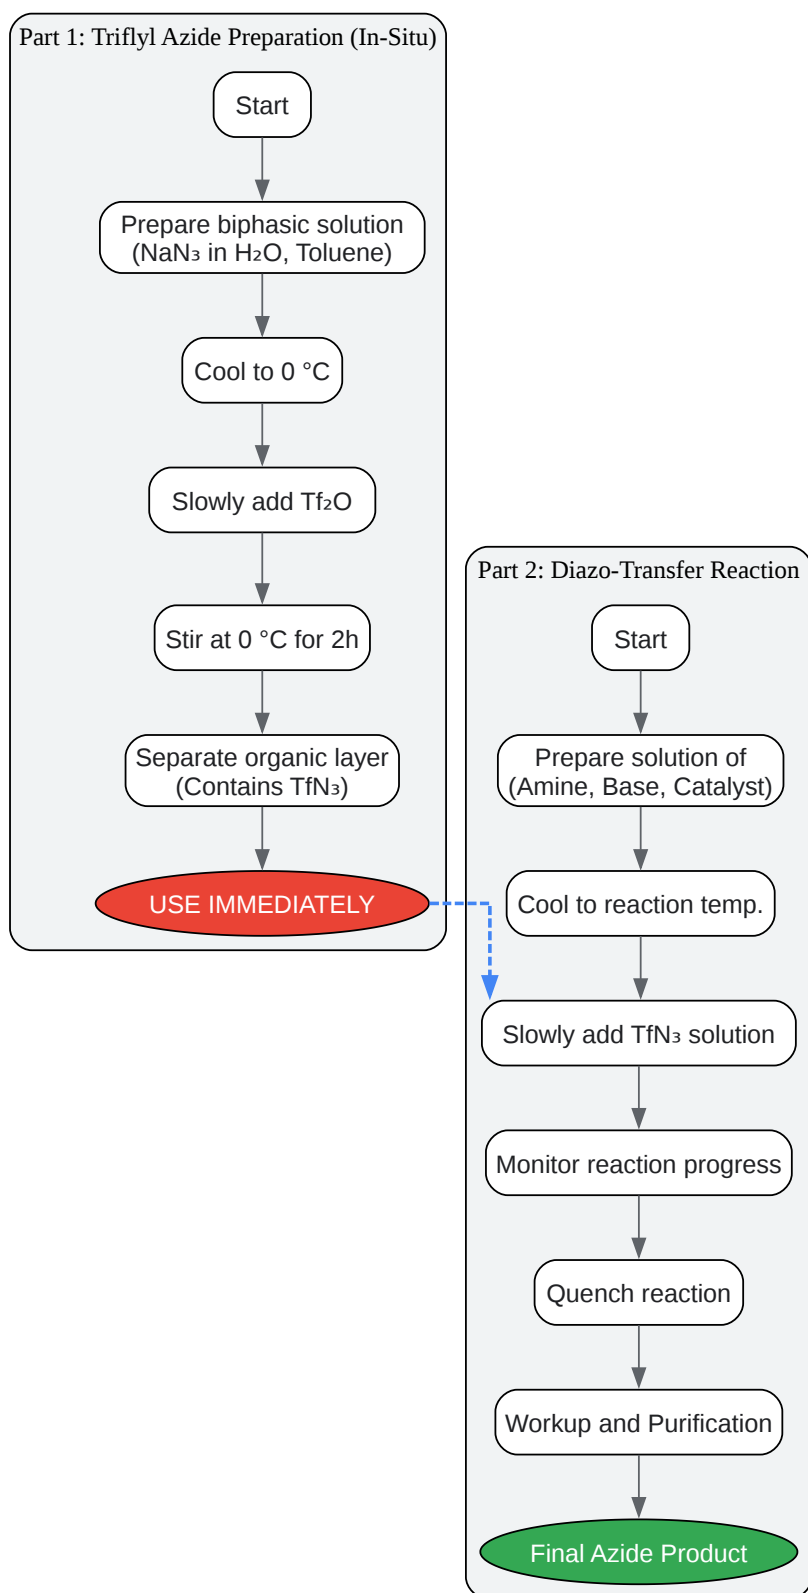 Part 1: Triflyl Azide Preparation (In-Situ)
Start
Prepare biphasic solution
(NaN₃ in H₂O, Toluene)
Cool to 0 °C
Slowly add Tf₂O
Stir at 0 °C for 2h
Separate organic layer
(Contains TfN₃)
USE IMMEDIATELY
Part 2: Diazo-Transfer Reaction
Start
Prepare solution of
(Amine, Base, Catalyst)
Cool to reaction temp.
Slowly add TfN₃ solution
Monitor reaction progress
Quench reaction
Workup and Purification
Final Azide Product